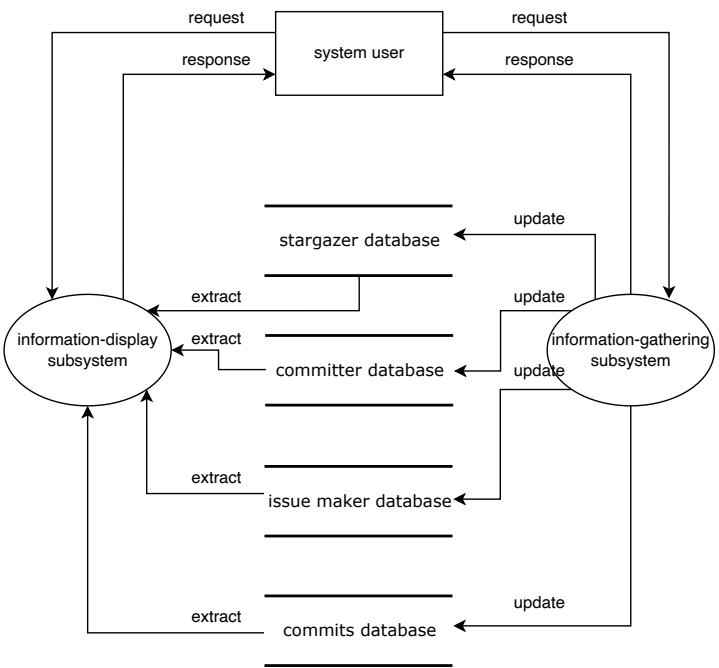 request
request
system user
response
response
update
stargazer database
extract
update
extract
information-display
subsystem
information-gathering
subsystem
committer database
update
extract
issue maker database
update
extract
commits database